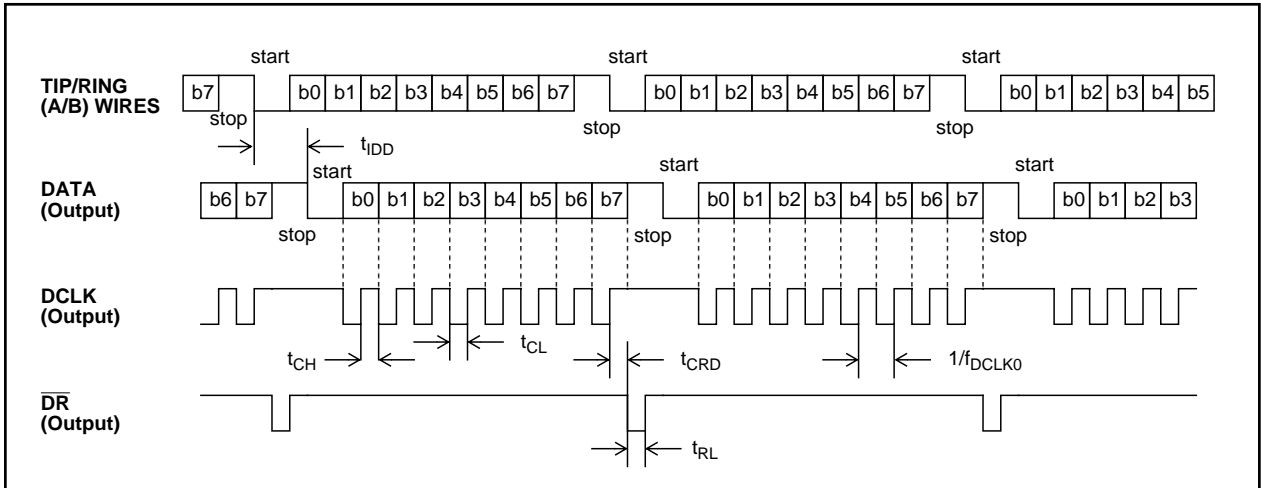 start start start
TIP/RING
(A/B) WIRES
b7 b0 b1 b2 b3 b4 b5 b6 b7 b0 b1 b2 b3 b4 b5 b6 b7 b0 b1 b2 b3 b4 b5
stop stop stop
tIDD
start start start
DATA
(Output)
b6 b7 b0 b1 b2 b3 b4 b5 b6 b7 b0 b1 b2 b3 b4 b5 b6 b7 b0 b1 b2 b3
stop stop stop
DCLK
(Output)
tCH tCL tCRD 1/fDCLK0
DR
(Output)
tRL